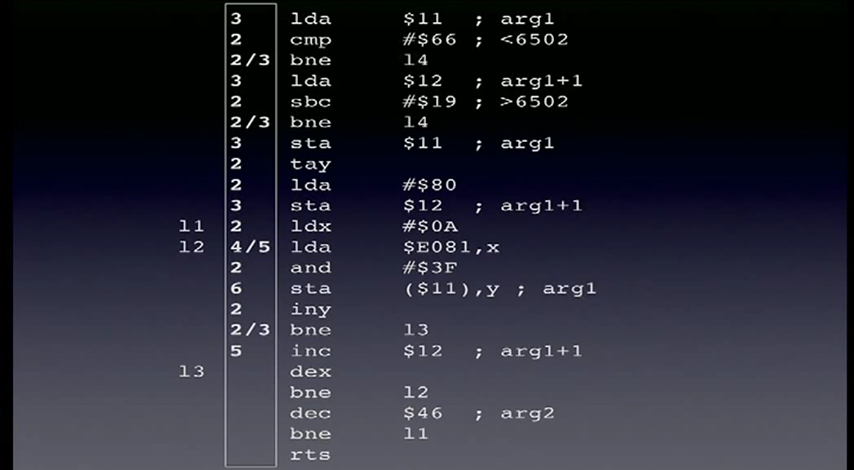 3 lda $11 ; arg1
2 cmp #$66 ; <6502
2/3 bne l4
3 lda $12 ; arg1+1
2 sbc #$19 ; >6502
2/3 bne l4
3 sta $11 ; arg1
2 tay
2 lda #$80
3 sta $12 ; arg1+1
l1 2 ldx #$0A
l2 4/5 lda $E081,x
2 and #$3F
6 sta ($11),y ; arg1
2 iny
2/3 bne l3
5 inc $12 ; arg1+1
l3 dex
bne l2
dec $46 ; arg2
bne l1
rts